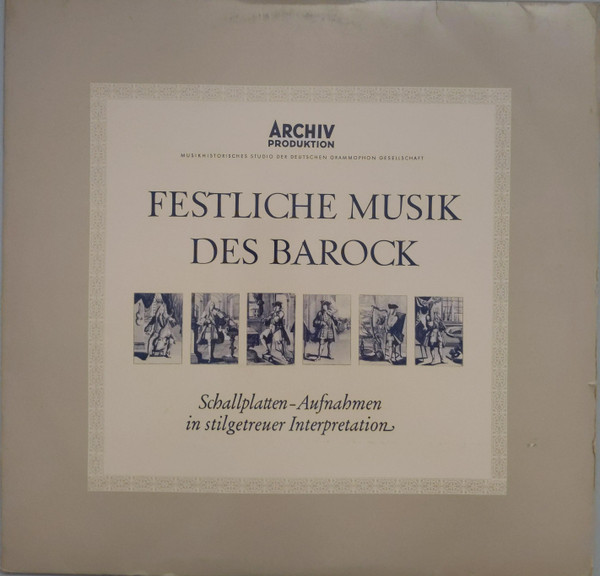 ARCHIV
PRODUKTION
MUSIKHISTORISCHES STUDIO DER DEUTSCHEN GRAMMOPHON GESELLSCHAFT
FESTLICHE MUSIK
DES BAROCK
Schallplatten-Aufnahmen
in stilgetreuer Interpretation